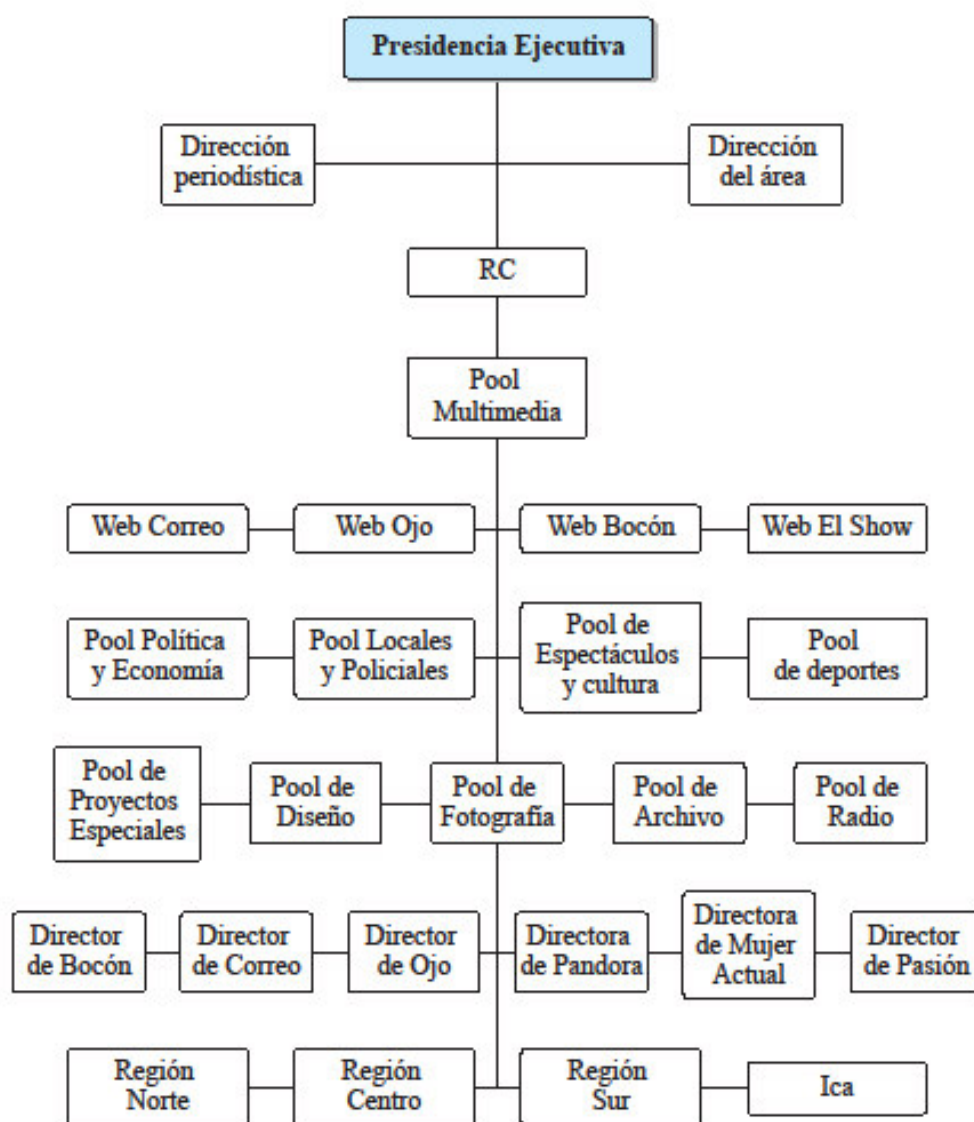 Presidencia Ejecutiva
Dirección
periodística
Dirección
del área
RC
Pool
Multimedia
Web Correo
Web Ojo
Web Bocón
Web El Show
Pool Política
y Economía
Pool Locales
y Policiales
Pool de
Espectáculos
y cultura
Pool
de deportes
Pool de
Proyectos
Especiales
Pool de
Diseño
Pool de
Fotografía
Pool de
Archivo
Pool de
Radio
Director
de Bocón
Director
de Correo
Director
de Ojo
Directora
de Pandora
Directora
de Mujer
Actual
Director
de Pasión
Región
Norte
Región
Centro
Región
Sur
Ica